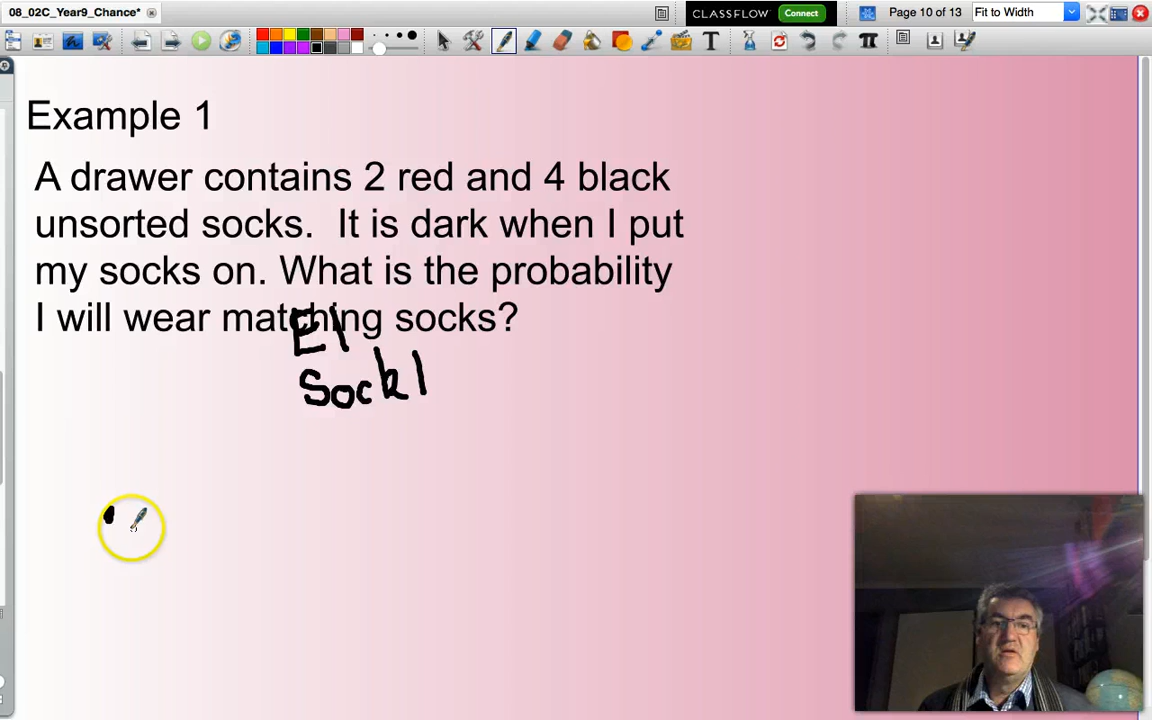 08_02C_Year9_Chance*
CLASSFLOW Connect
Page 10 of 13
Fit to Width
Example 1
A drawer contains 2 red and 4 black
unsorted socks. It is dark when I put
my socks on. What is the probability
I will wear matching socks?
E1
Sock1